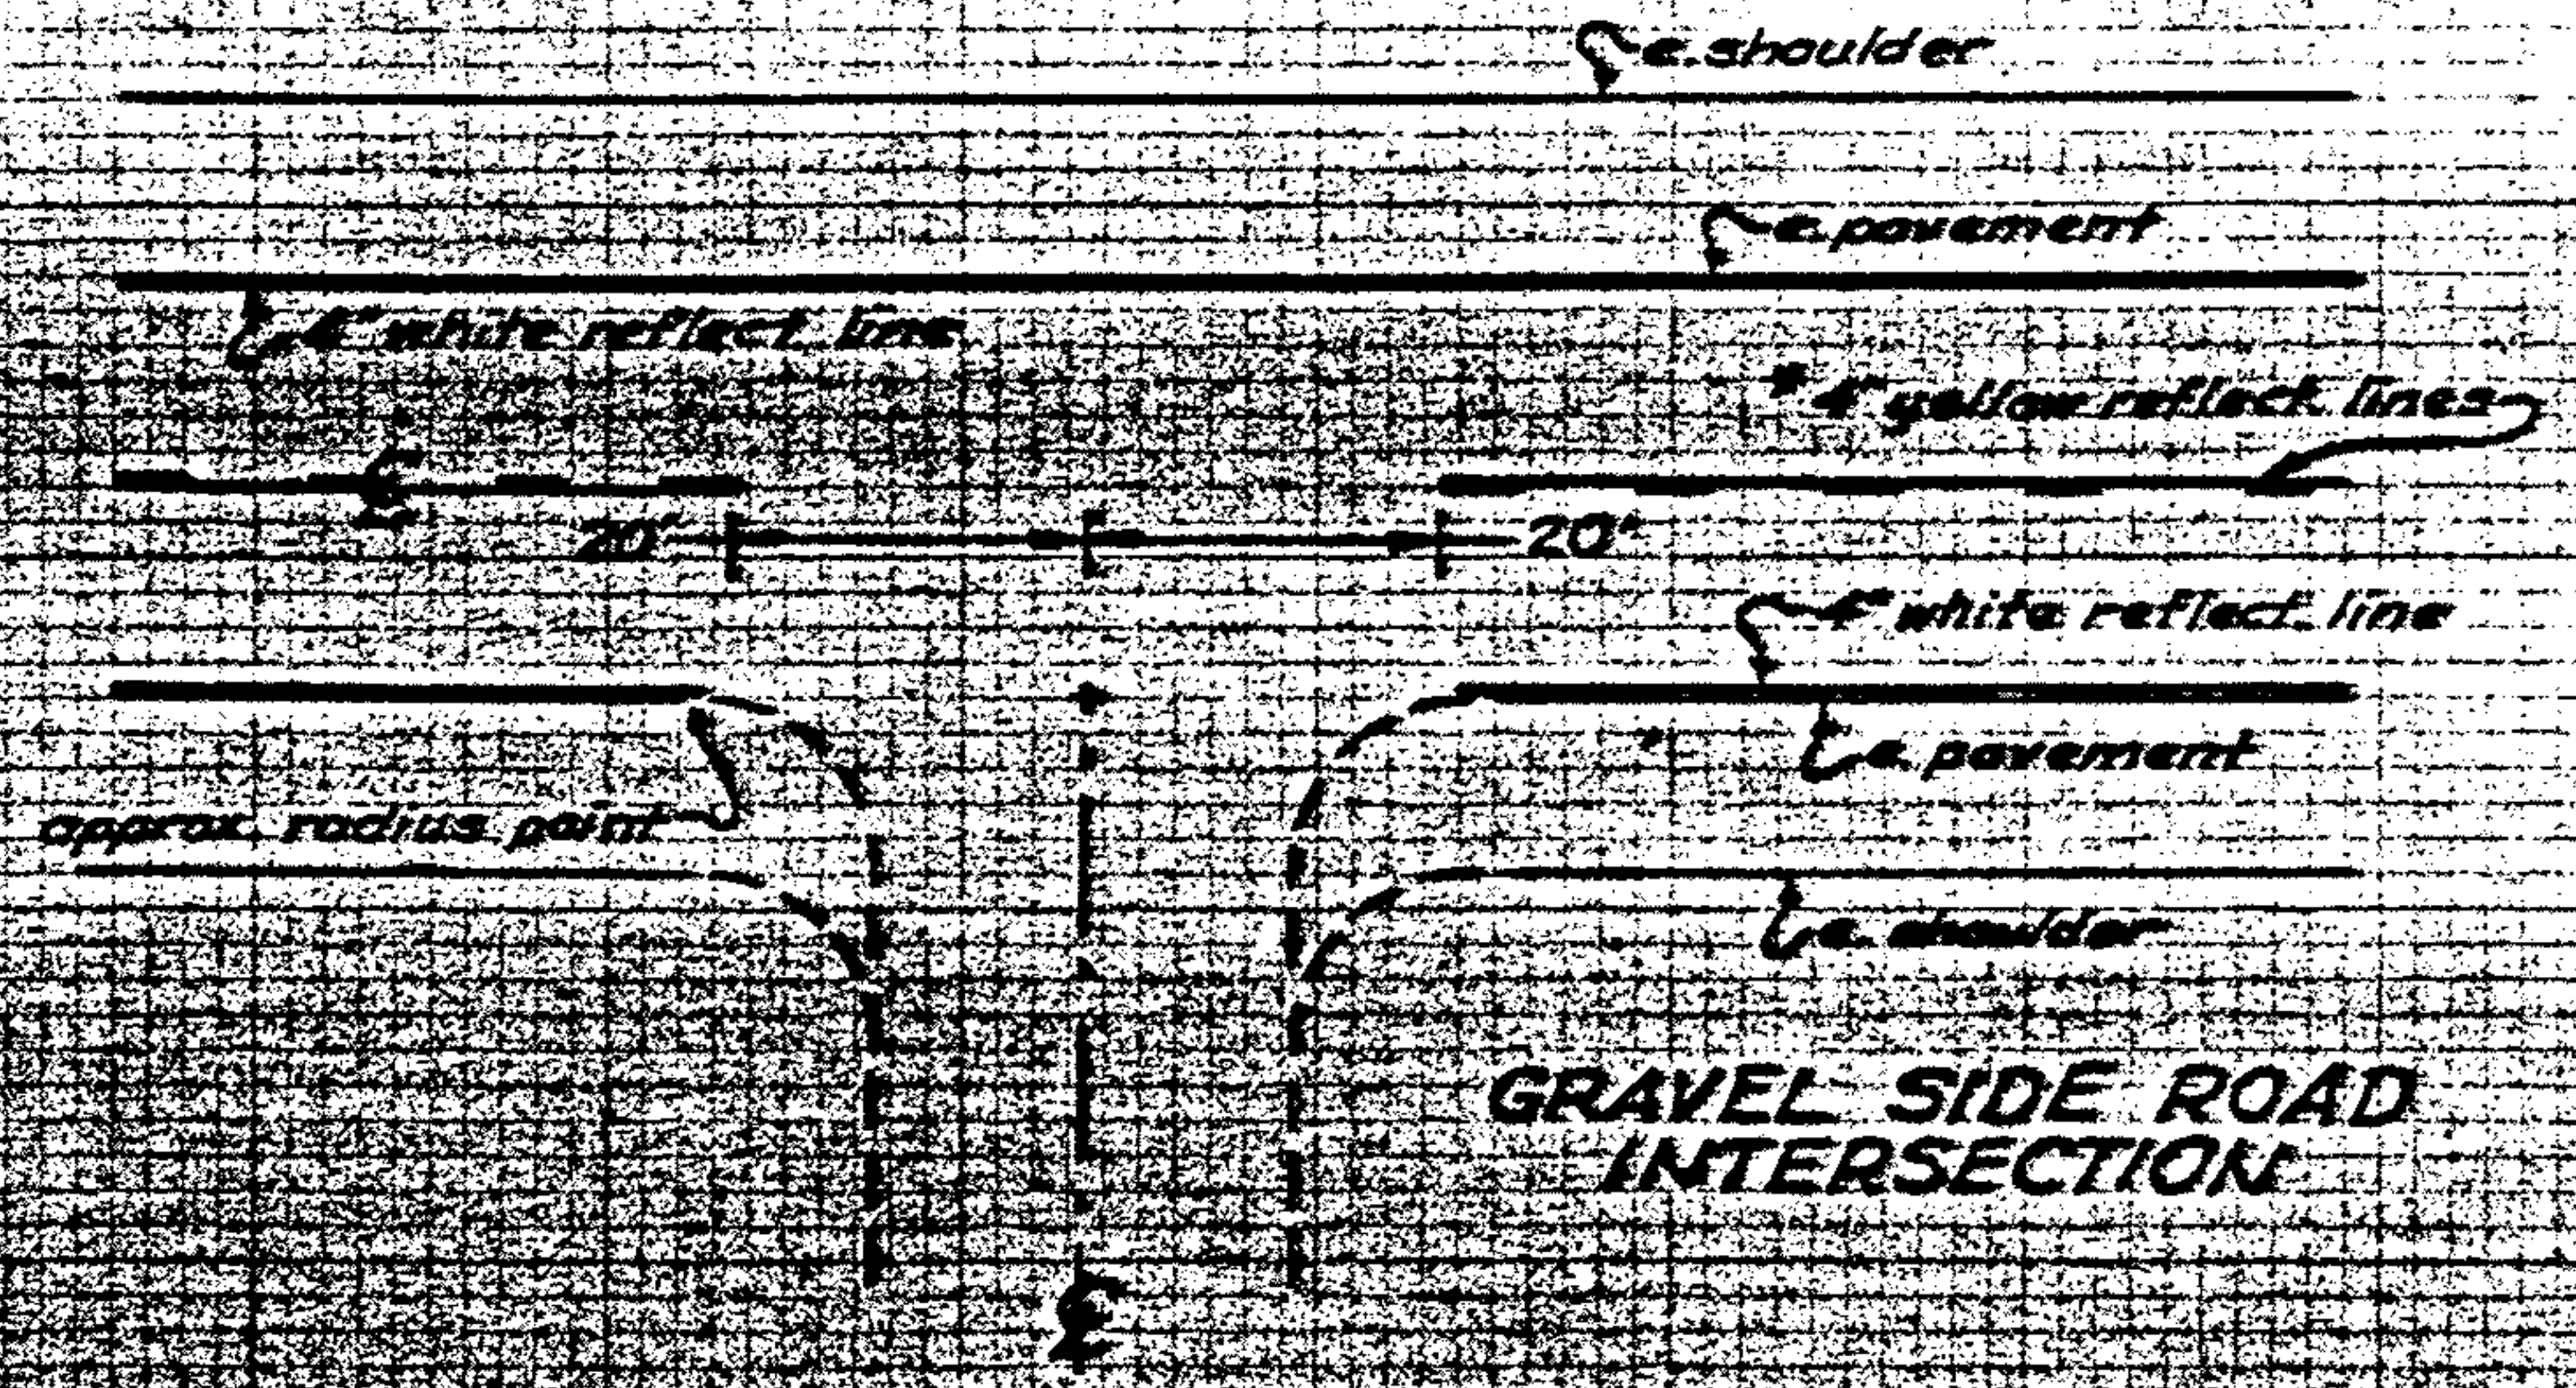 e. shoulder
e. pavement
4" white reflect. line
* 4" yellow reflect. lines
℄
20' 20'
4" white reflect. line
e. pavement
approx. radius point
e. shoulder
GRAVEL SIDE ROAD
INTERSECTION
℄